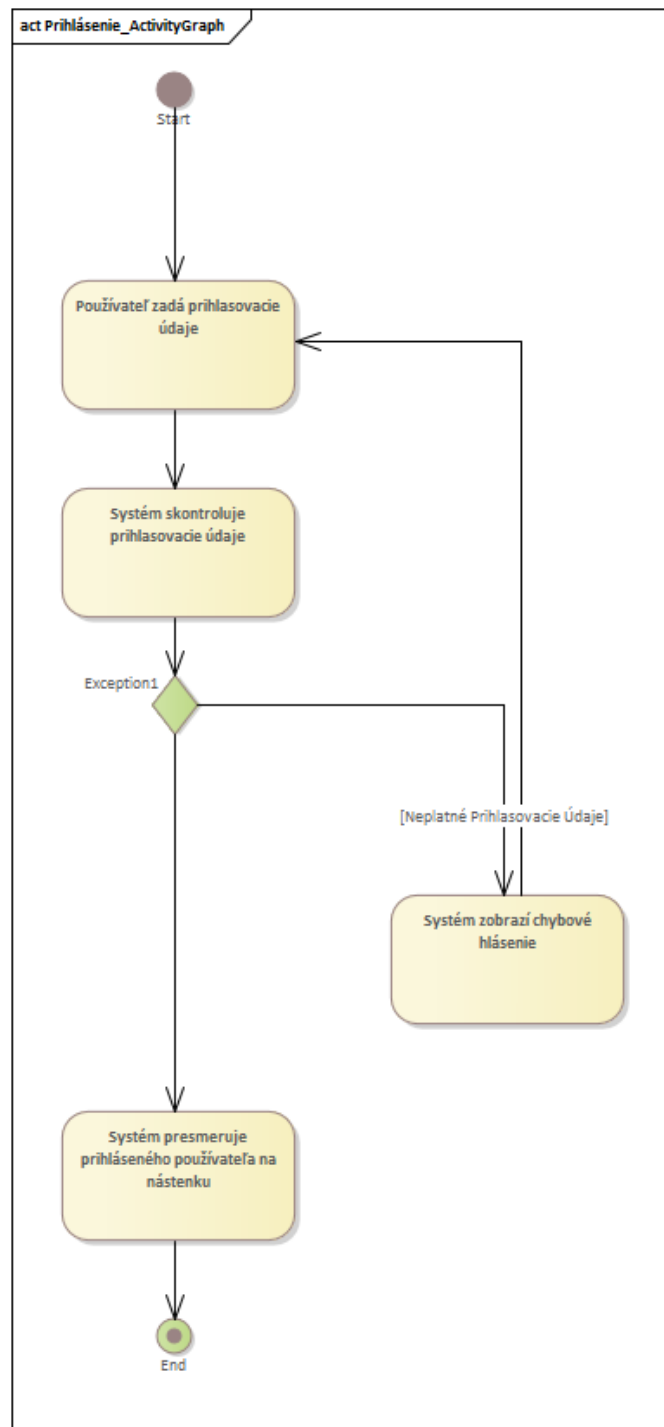 act Prihlásenie_ActivityGraph
Start
Používateľ zadá prihlasovacie
údaje
Systém skontroluje
prihlasovacie údaje
Exception1
[Neplatné Prihlasovacie Údaje]
Systém zobrazí chybové
hlásenie
Systém presmeruje
prihláseného používateľa na
nástenku
End